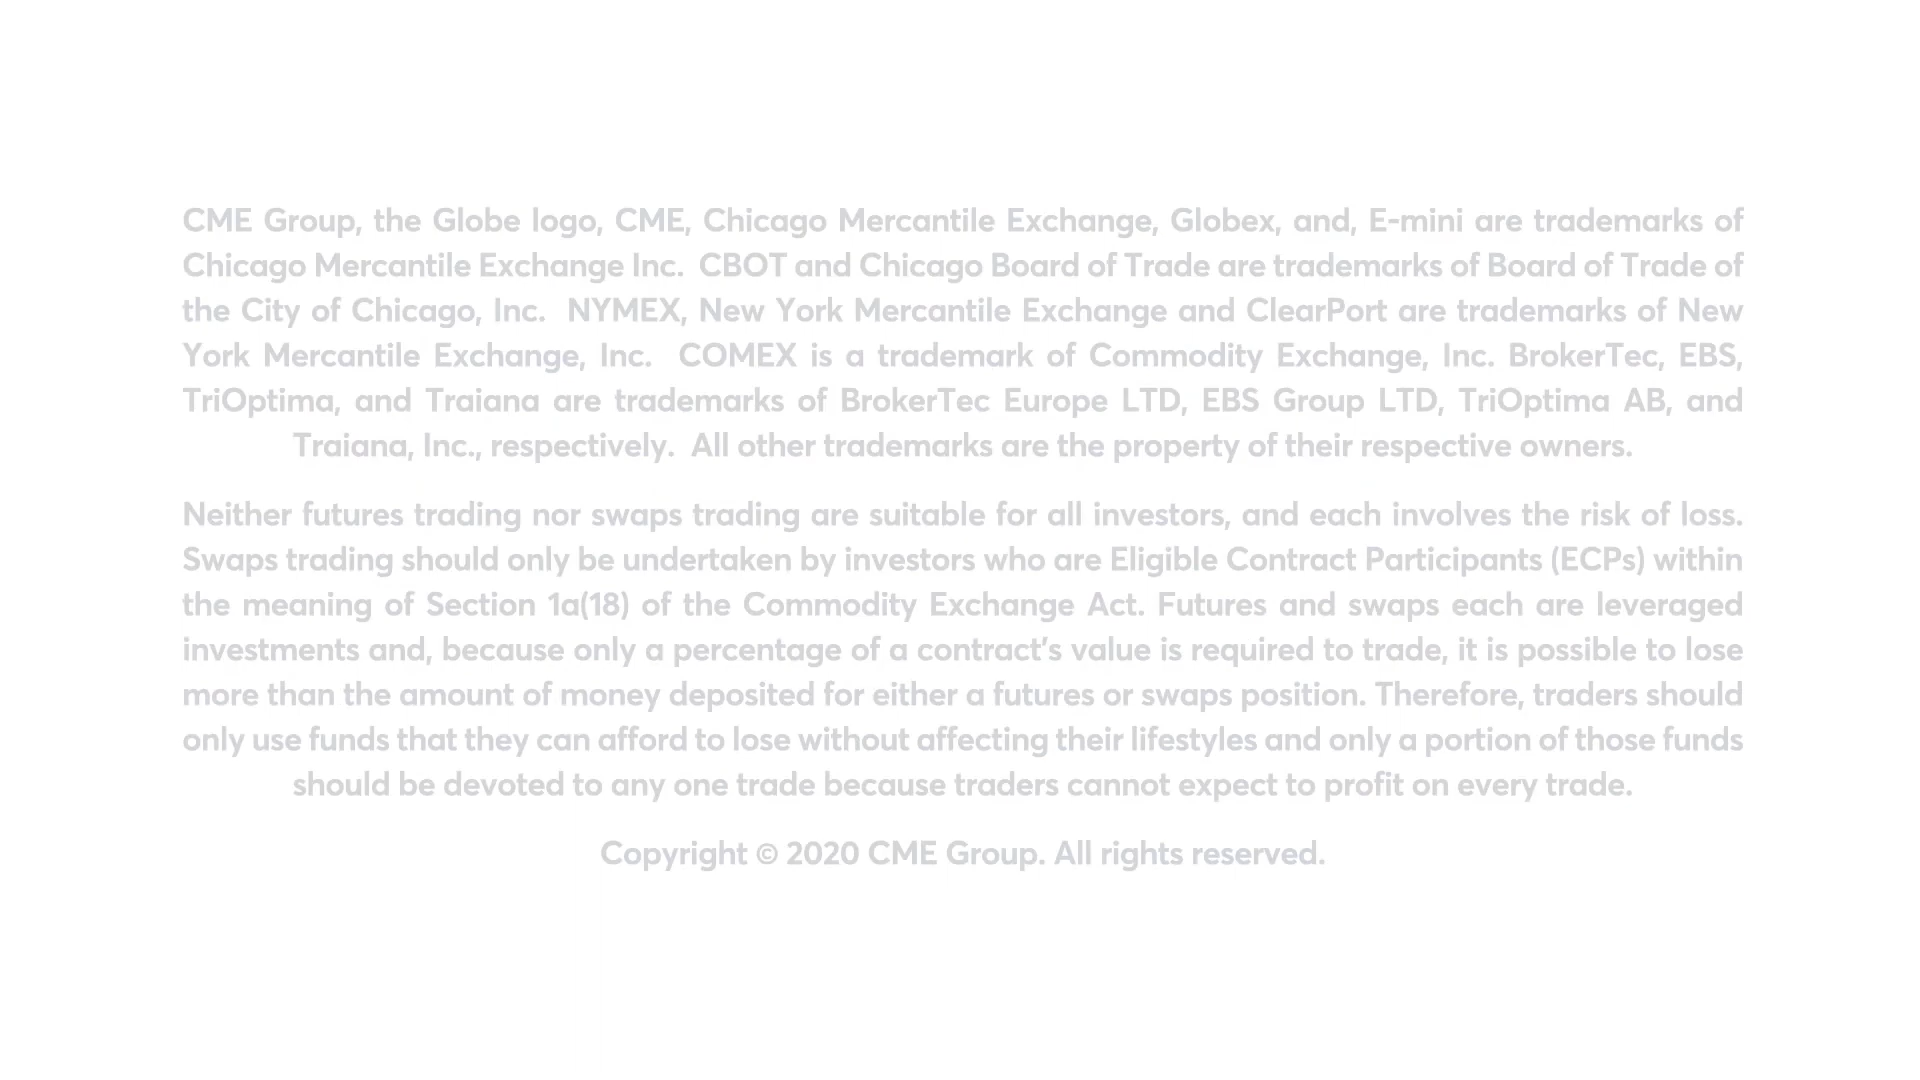 CME Group, the Globe logo, CME, Chicago Mercantile Exchange, Globex, and, E-mini are trademarks of
Chicago Mercantile Exchange Inc.  CBOT and Chicago Board of Trade are trademarks of Board of Trade of
the City of Chicago, Inc.  NYMEX, New York Mercantile Exchange and ClearPort are trademarks of New
York Mercantile Exchange, Inc.  COMEX is a trademark of Commodity Exchange, Inc. BrokerTec, EBS,
TriOptima, and Traiana are trademarks of BrokerTec Europe LTD, EBS Group LTD, TriOptima AB, and
Traiana, Inc., respectively.  All other trademarks are the property of their respective owners.
Neither futures trading nor swaps trading are suitable for all investors, and each involves the risk of loss.
Swaps trading should only be undertaken by investors who are Eligible Contract Participants (ECPs) within
the meaning of Section 1a(18) of the Commodity Exchange Act. Futures and swaps each are leveraged
investments and, because only a percentage of a contract’s value is required to trade, it is possible to lose
more than the amount of money deposited for either a futures or swaps position. Therefore, traders should
only use funds that they can afford to lose without affecting their lifestyles and only a portion of those funds
should be devoted to any one trade because traders cannot expect to profit on every trade.
Copyright © 2020 CME Group. All rights reserved.